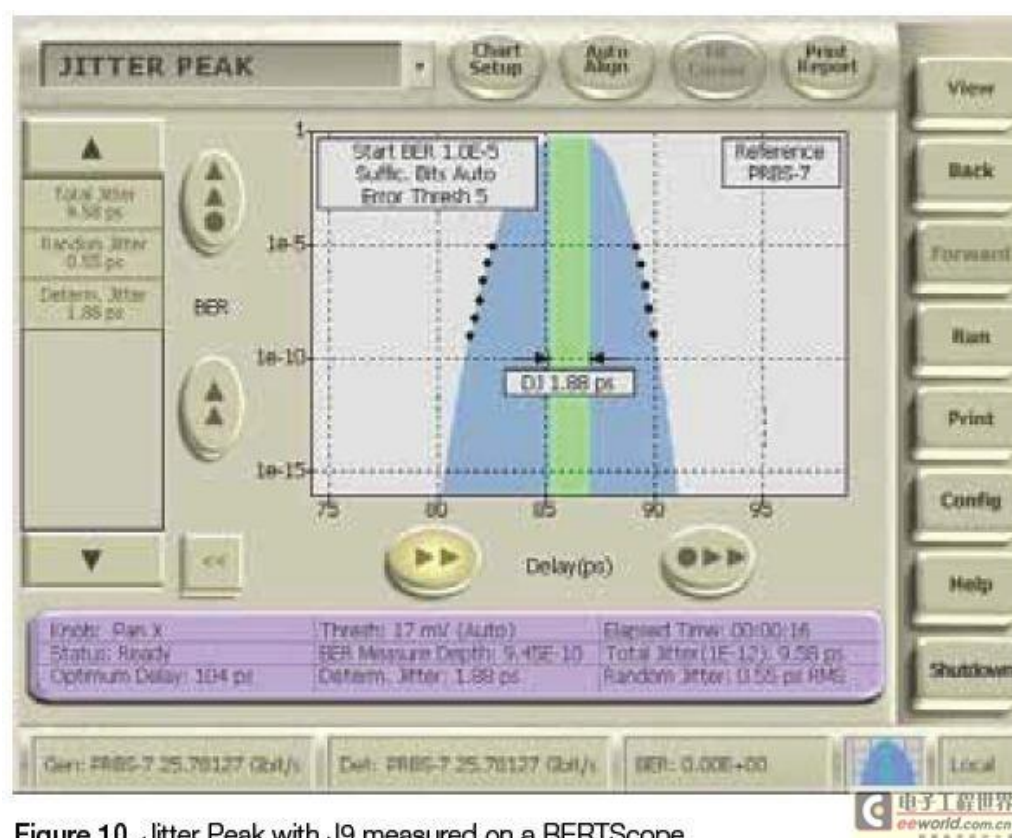 JITTER PEAK
Chart Setup
Auto Align
Print Report
View
Back
Forward
Run
Print
Config
Help
Shutdown
Total Jitter
9.58 ps
Random Jitter
0.55 ps
Determ. Jitter
1.88 ps
BER
1
1e-5
1e-10
1e-15
Start BER 1.0E-5
Suffic. Bits Auto
Error Thresh 5
Reference
PRBS-7
DJ 1.88 ps
75 80 85 90 95
Delay(ps)
<<
Knob: Pan X
Thresh: 17 mV (Auto)
Elapsed Time: 00:00:16
Status: Ready
BER Measure Depth: 9.45E-10
Total Jitter(1E-12): 9.58 ps
Optimum Delay: 104 ps
Determ. Jitter: 1.88 ps
Random Jitter: 0.55 ps RMS
Gen: PRBS-7 25.78127 Gbit/s
Det: PRBS-7 25.78127 Gbit/s
BER: 0.00E+00
Local
电子工程世界
eeworld.com.cn
Figure 10. Jitter Peak with J9 measured on a BERTScope